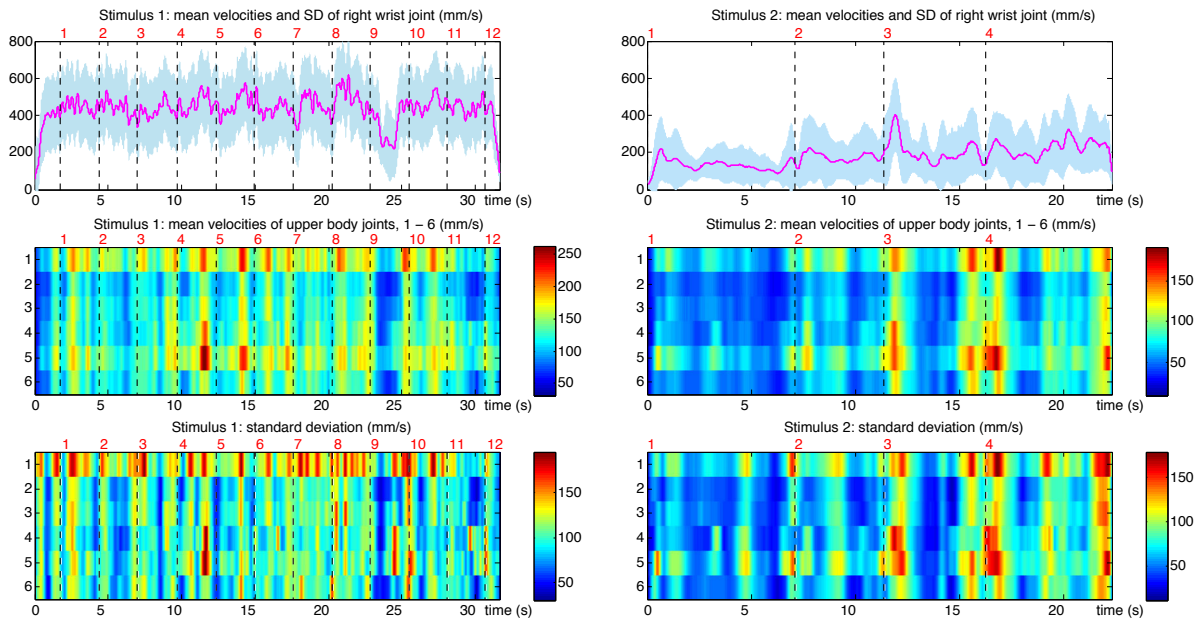 Stimulus 1: mean velocities and SD of right wrist joint (mm/s)
1 2 3 4 5 6 7 8 9 10 11 12
800
600
400
200
0
0 5 10 15 20 25 30 time (s)
Stimulus 2: mean velocities and SD of right wrist joint (mm/s)
1 2 3 4
800
600
400
200
0
0 5 10 15 20 time (s)
Stimulus 1: mean velocities of upper body joints, 1 – 6 (mm/s)
1 2 3 4 5 6 7 8 9 10 11 12
1
2
3
4
5
6
0 5 10 15 20 25 30 time (s)
250
200
150
100
50
Stimulus 2: mean velocities of upper body joints, 1 – 6 (mm/s)
1 2 3 4
1
2
3
4
5
6
0 5 10 15 20 time (s)
150
100
50
Stimulus 1: standard deviation (mm/s)
1 2 3 4 5 6 7 8 9 10 11 12
1
2
3
4
5
6
0 5 10 15 20 25 30 time (s)
150
100
50
Stimulus 2: standard deviation (mm/s)
1 2 3 4
1
2
3
4
5
6
0 5 10 15 20 time (s)
150
100
50